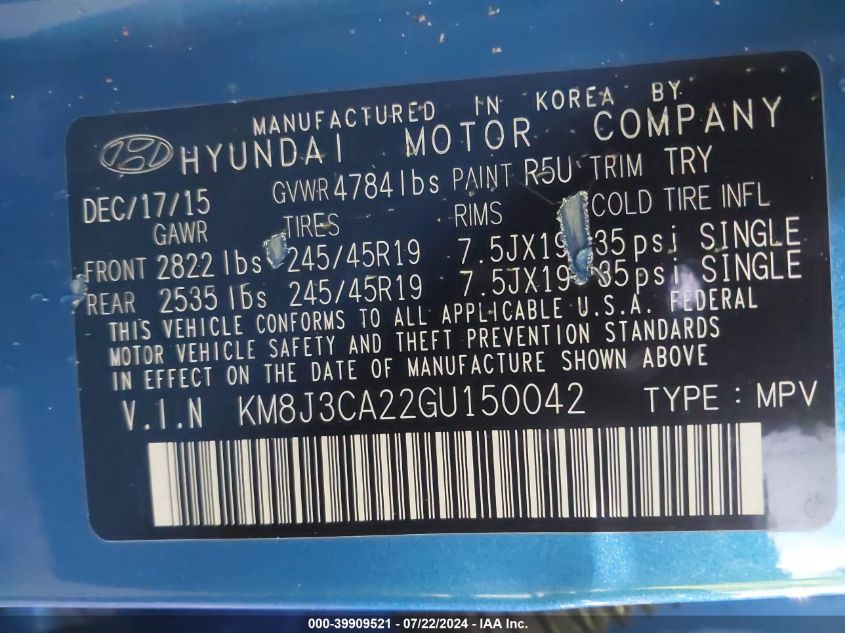 MANUFACTURED IN KOREA BY
HYUNDAI MOTOR COMPANY
DEC/17/15 GVWR 4784 lbs PAINT R5U TRIM TRY
GAWR TIRES RIMS COLD TIRE INFL
FRONT 2822 lbs 245/45R19 7.5JX19 35psi SINGLE
REAR 2535 lbs 245/45R19 7.5JX19 35psi SINGLE
THIS VEHICLE CONFORMS TO ALL APPLICABLE U.S.A. FEDERAL
MOTOR VEHICLE SAFETY AND THEFT PREVENTION STANDARDS
IN EFFECT ON THE DATE OF MANUFACTURE SHOWN ABOVE
V.I.N KM8J3CA22GU150042 TYPE : MPV
000-39909521 - 07/22/2024 - IAA Inc.